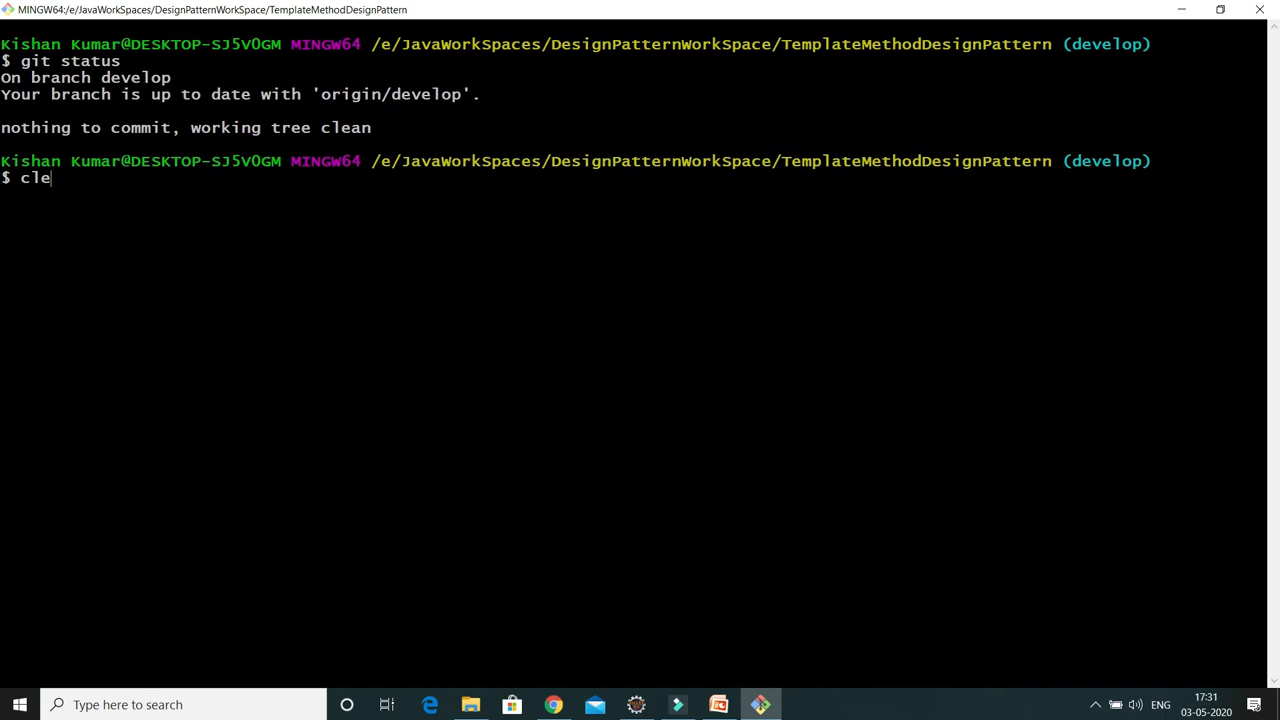 MINGW64:/e/JavaWorkSpaces/DesignPatternWorkSpace/TemplateMethodDesignPattern
Kishan Kumar@DESKTOP-SJ5V0GM MINGW64 /e/JavaWorkSpaces/DesignPatternWorkSpace/TemplateMethodDesignPattern (develop)
$ git status
On branch develop
Your branch is up to date with 'origin/develop'.
nothing to commit, working tree clean
Kishan Kumar@DESKTOP-SJ5V0GM MINGW64 /e/JavaWorkSpaces/DesignPatternWorkSpace/TemplateMethodDesignPattern (develop)
$ cle
Type here to search
ENG
17:31
03-05-2020